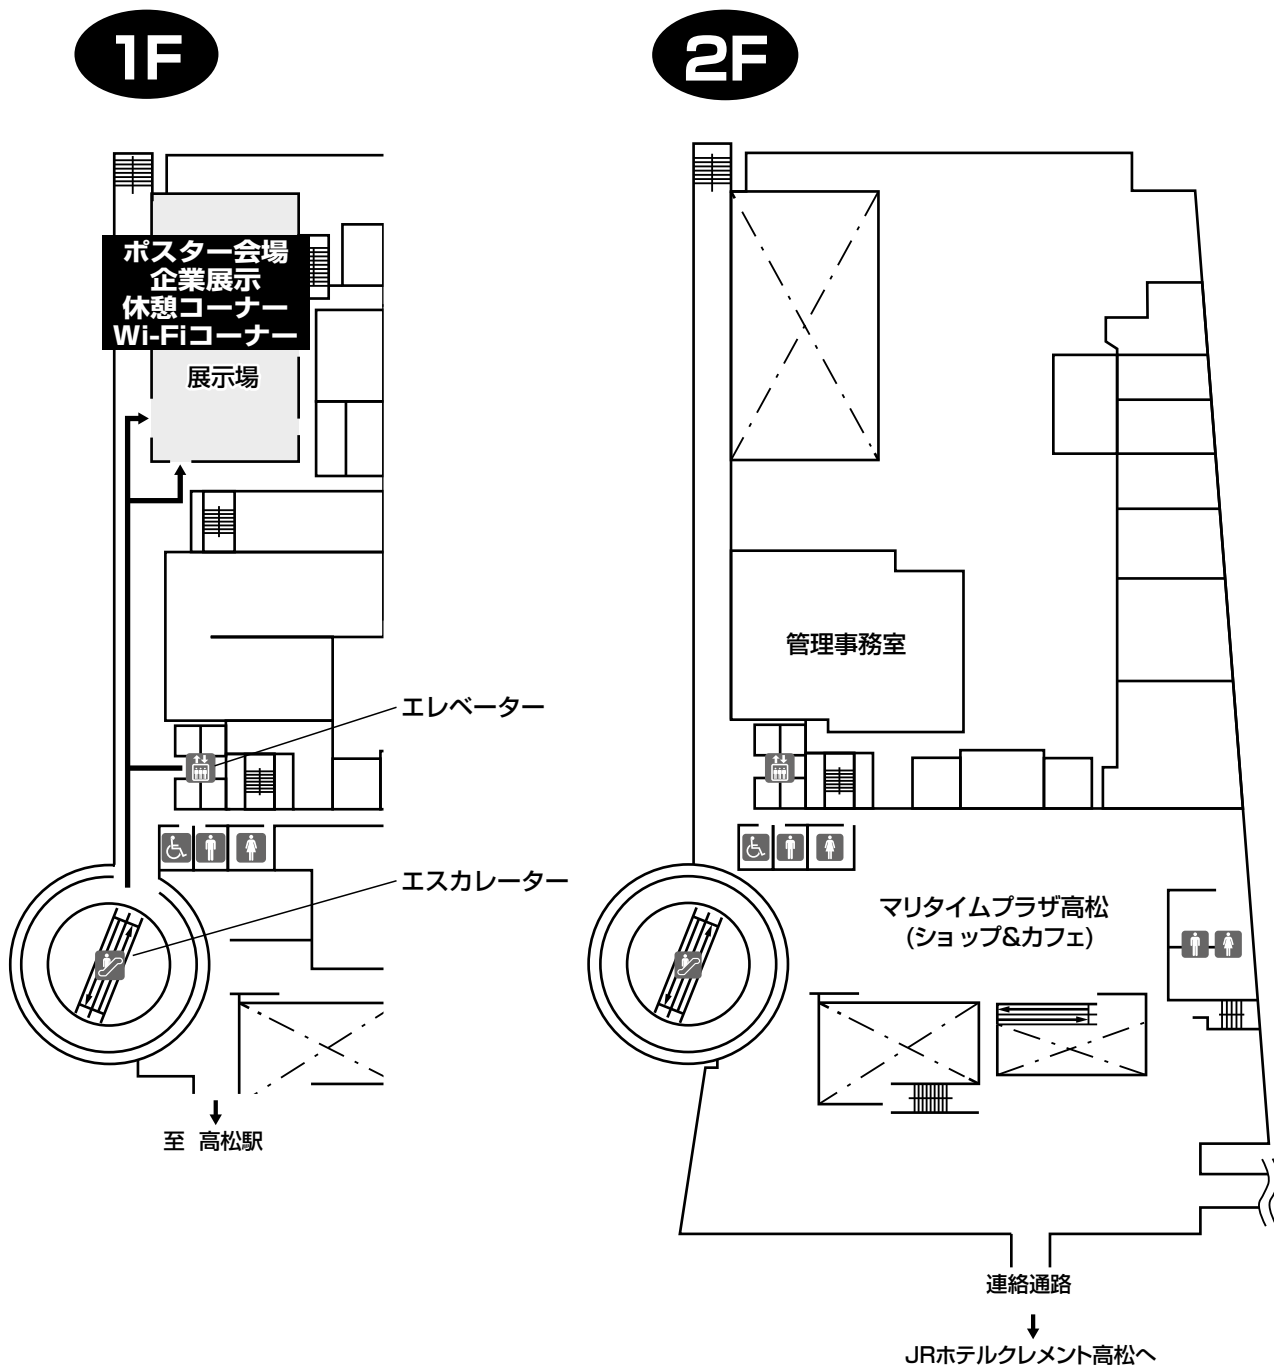 1F
2F
ポスター会場
企業展示
休憩コーナー
Wi-Fiコーナー
展示場
管理事務室
エレベーター
エスカレーター
マリタイムプラザ高松
(ショップ&カフェ)
至 高松駅
連絡通路
JRホテルクレメント高松へ